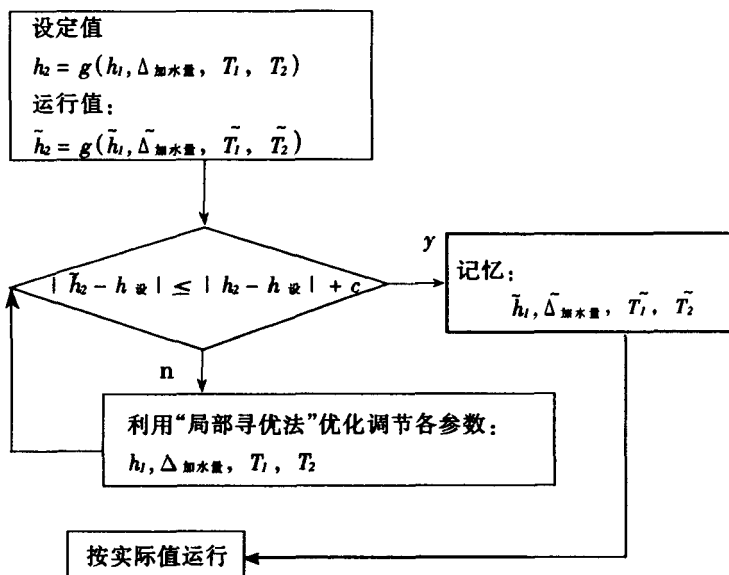 设定值
h₂ = g(h₁, Δ加水量, T₁, T₂)
运行值:
h̃₂ = g(h̃₁, Δ̃加水量, T̃₁, T̃₂)
| h̃₂ - h设 | ≤ | h₂ - h设 | + c
y
记忆:
h̃₁, Δ̃加水量, T̃₁, T̃₂
n
利用“局部寻优法”优化调节各参数:
h₁, Δ加水量, T₁, T₂
按实际值运行